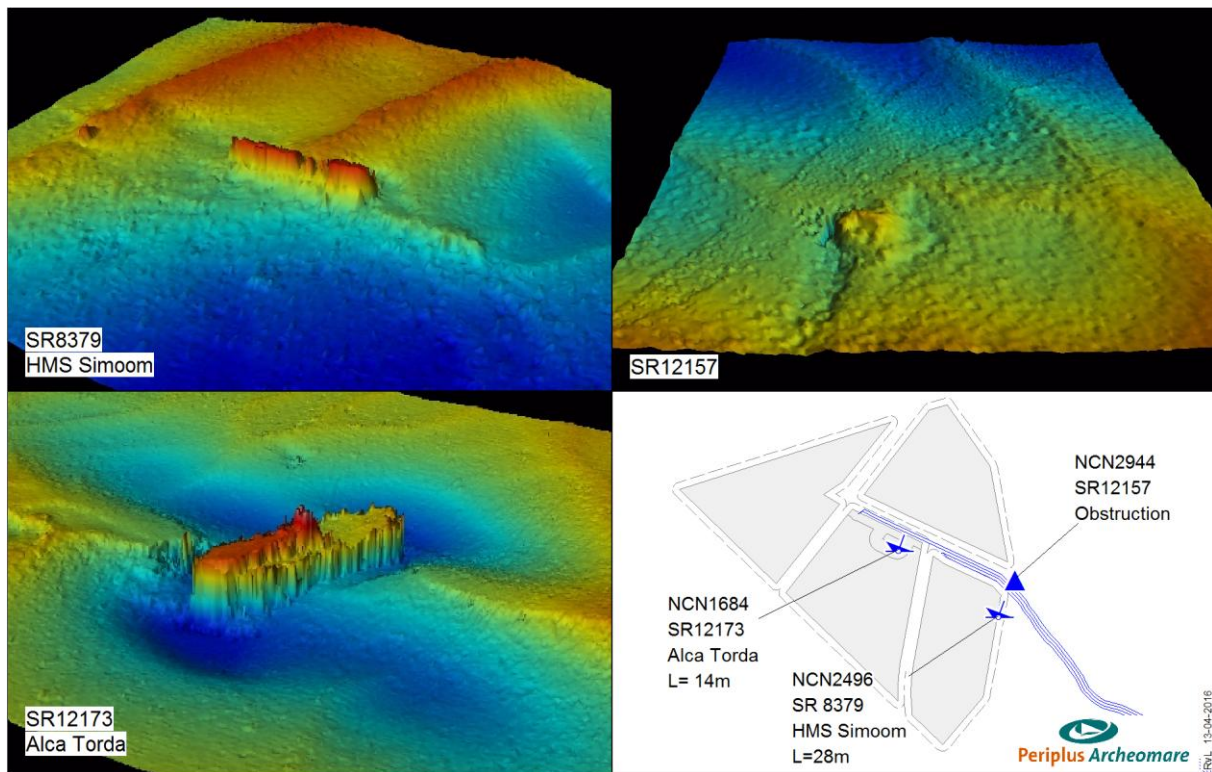 SR8379
HMS Simoom
SR12157
SR12173
Alca Torda
NCN2944
SR12157
Obstruction
NCN1684
SR12173
Alca Torda
L= 14m
NCN2496
SR 8379
HMS Simoom
L=28m
Periplus Archeomare
13-04-2016